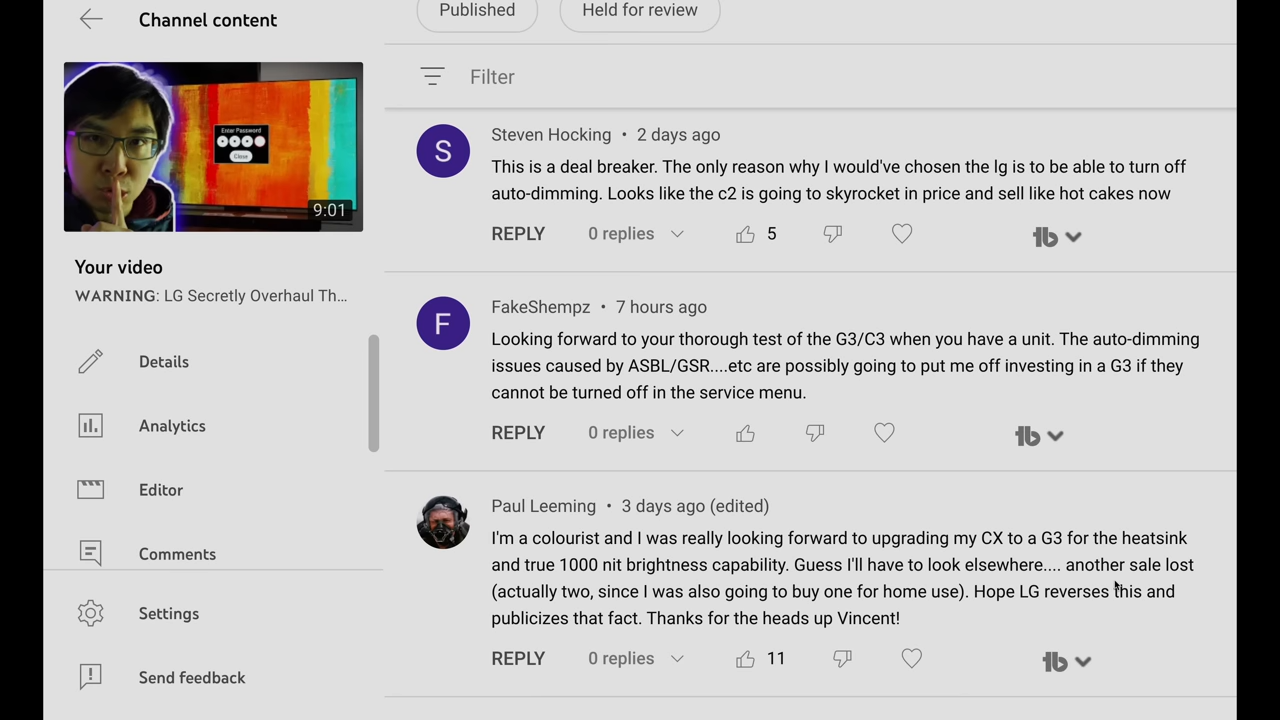 Channel content
Published
Held for review
Enter Password
Close
9:01
Your video
WARNING: LG Secretly Overhaul Th...
Details
Analytics
Editor
Comments
Settings
Send feedback
Filter
S
Steven Hocking • 2 days ago
This is a deal breaker. The only reason why I would've chosen the lg is to be able to turn off
auto-dimming. Looks like the c2 is going to skyrocket in price and sell like hot cakes now
REPLY 0 replies 5
F
FakeShempz • 7 hours ago
Looking forward to your thorough test of the G3/C3 when you have a unit. The auto-dimming
issues caused by ASBL/GSR....etc are possibly going to put me off investing in a G3 if they
cannot be turned off in the service menu.
REPLY 0 replies
Paul Leeming • 3 days ago (edited)
I'm a colourist and I was really looking forward to upgrading my CX to a G3 for the heatsink
and true 1000 nit brightness capability. Guess I'll have to look elsewhere.... another sale lost
(actually two, since I was also going to buy one for home use). Hope LG reverses this and
publicizes that fact. Thanks for the heads up Vincent!
REPLY 0 replies 11